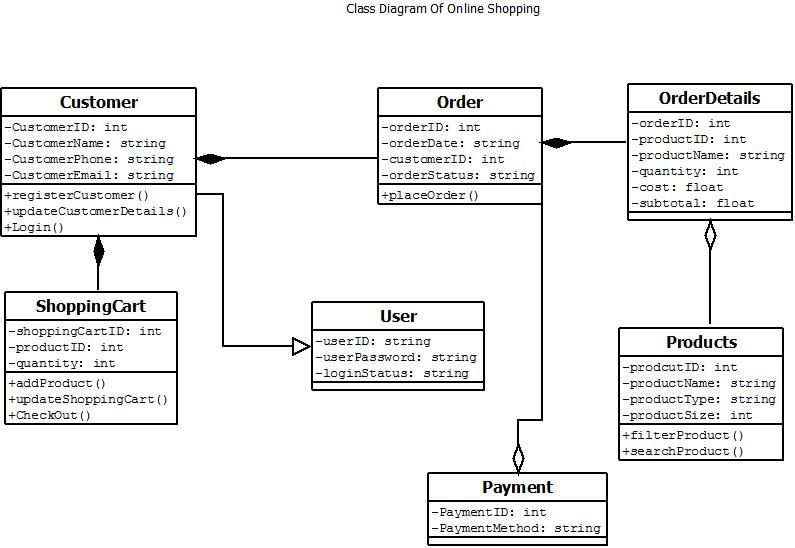 Class Diagram Of Online Shopping
Customer
-CustomerID: int
-CustomerName: string
-CustomerPhone: string
-CustomerEmail: string
+registerCustomer()
+updateCustomerDetails()
+Login()
Order
-orderID: int
-orderDate: string
-customerID: int
-orderStatus: string
+placeOrder()
OrderDetails
-orderID: int
-productID: int
-productName: string
-quantity: int
-cost: float
-subtotal: float
ShoppingCart
-shoppingCartID: int
-productID: int
-quantity: int
+addProduct()
+updateShoppingCart()
+CheckOut()
User
-userID: string
-userPassword: string
-loginStatus: string
Products
-prodcutID: int
-productName: string
-productType: string
-productSize: int
+filterProduct()
+searchProduct()
Payment
-PaymentID: int
-PaymentMethod: string